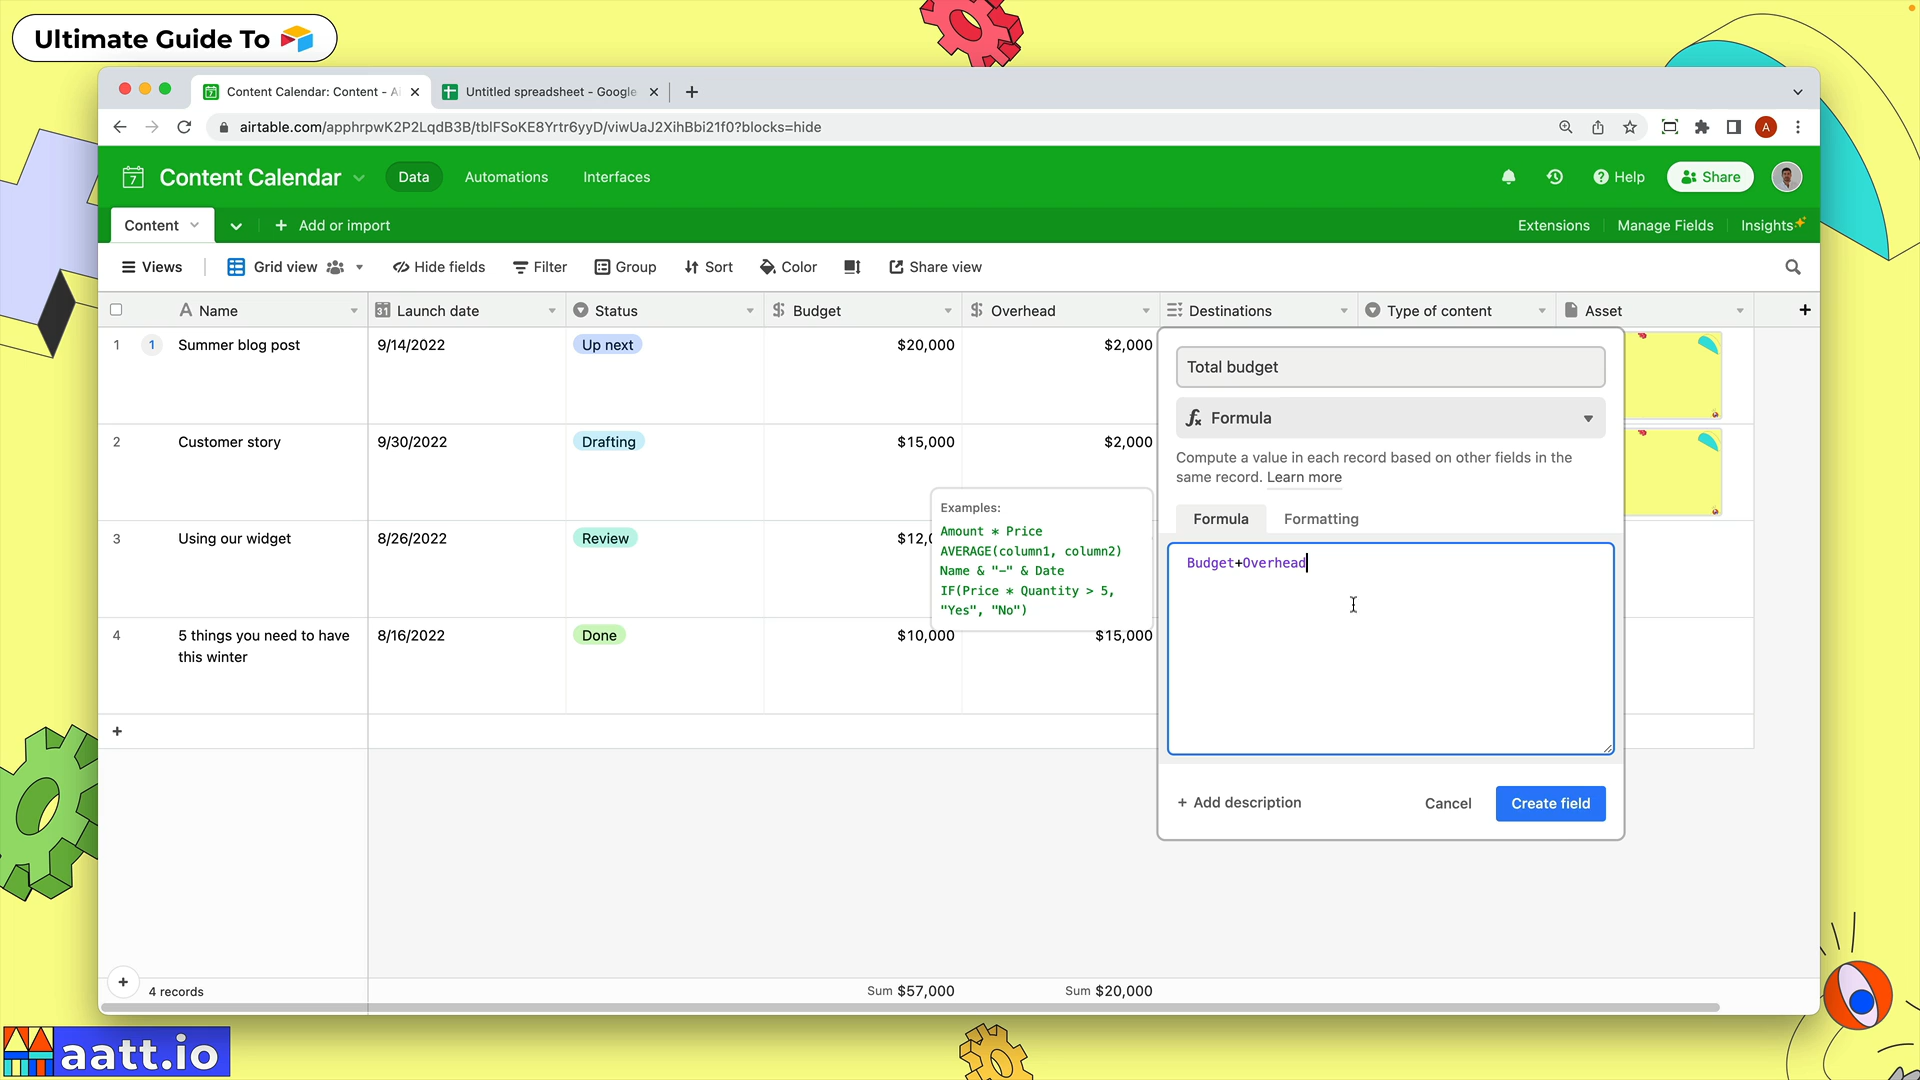 Ultimate Guide To
Content Calendar: Content - Ai
Untitled spreadsheet - Google
airtable.com/apphrpwK2P2LqdB3B/tblFSoKE8Yrtr6yyD/viwUaJ2XihBbi21f0?blocks=hide
A
7
Content Calendar
Data
Automations
Interfaces
Help
Share
Content
Add or import
Extensions
Manage Fields
Insights
Views
Grid view
Hide fields
Filter
Group
Sort
Color
Share view
Name
Launch date
Status
Budget
Overhead
Destinations
Type of content
Asset
1 1 Summer blog post 9/14/2022 Up next $20,000 $2,000
2 Customer story 9/30/2022 Drafting $15,000 $2,000
3 Using our widget 8/26/2022 Review $12,0
4 5 things you need to have 8/16/2022 Done $10,000 $15,000
this winter
Total budget
Formula
Compute a value in each record based on other fields in the
same record. Learn more
Formula Formatting
Budget+Overhead
Examples:
Amount * Price
AVERAGE(column1, column2)
Name & "-" & Date
IF(Price * Quantity > 5,
"Yes", "No")
+ Add description
Cancel
Create field
4 records
Sum $57,000
Sum $20,000
aatt.io